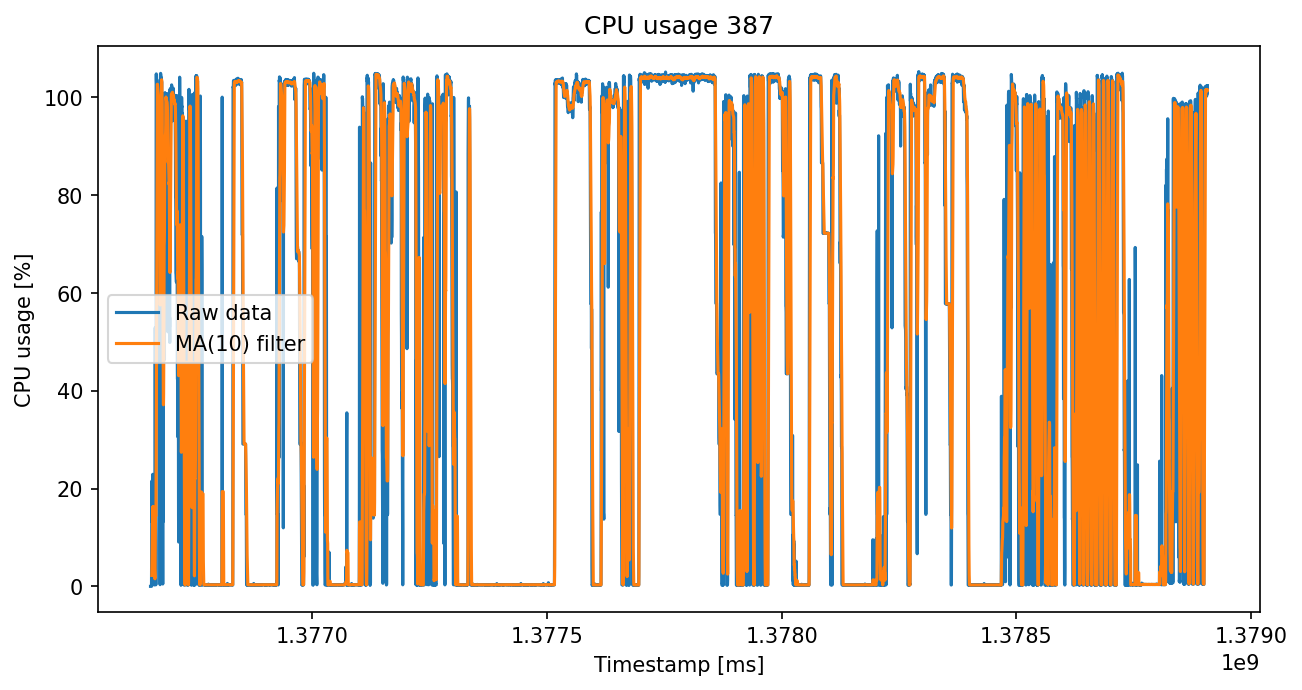 CPU usage 387
CPU usage [%]
100
80
60
40
20
0
Raw data
MA(10) filter
1.3770
1.3775
1.3780
1.3785
1.3790
1e9
Timestamp [ms]